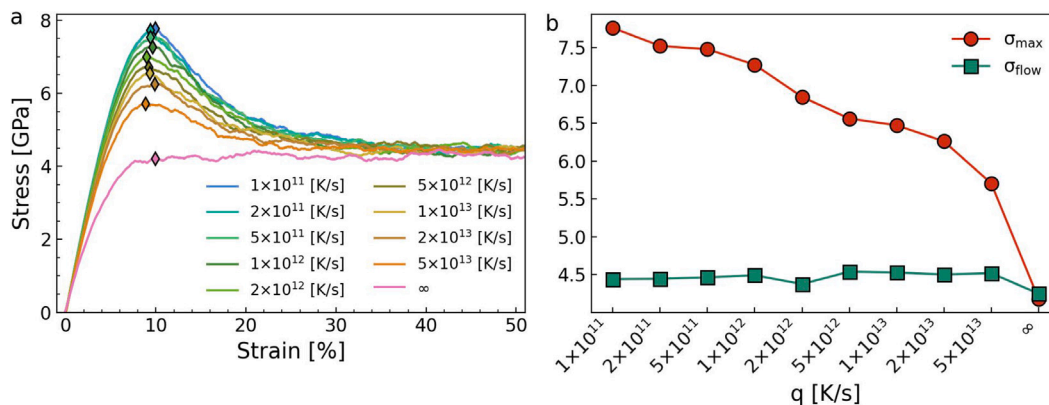 a
8
6
4
2
0
Stress [GPa]
0 10 20 30 40 50
Strain [%]
1×10¹¹ [K/s]
2×10¹¹ [K/s]
5×10¹¹ [K/s]
1×10¹² [K/s]
2×10¹² [K/s]
5×10¹² [K/s]
1×10¹³ [K/s]
2×10¹³ [K/s]
5×10¹³ [K/s]
∞
b
7.5
7.0
6.5
6.0
5.5
5.0
4.5
σmax
σflow
1×10¹¹
2×10¹¹
5×10¹¹
1×10¹²
2×10¹²
5×10¹²
1×10¹³
2×10¹³
5×10¹³
∞
q [K/s]